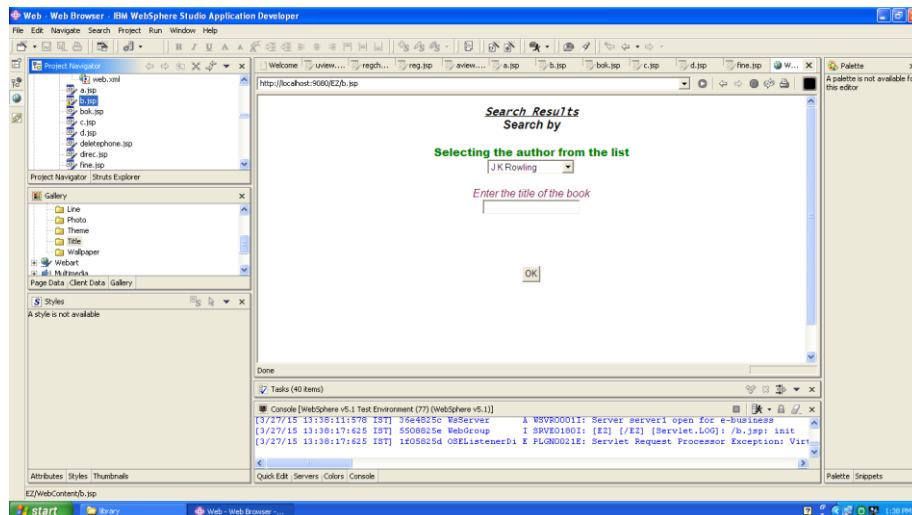 Web - Web Browser - IBM WebSphere Studio Application Developer
File Edit Navigate Search Project Run Window Help
Project Navigator
web.xml
a.jsp
b.jsp
bok.jsp
c.jsp
d.jsp
deletephone.jsp
direc.jsp
fine.jsp
Project Navigator Struts Explorer
Gallery
Line
Photo
Theme
Title
Wallpaper
Webart
Multimedia
Page Data Client Data Gallery
Styles
A style is not available
Attributes Styles Thumbnails
Welcome uview.... regch... reg.jsp aview.... a.jsp b.jsp bok.jsp c.jsp d.jsp fine.jsp W...
http://localhost:9080/EZ/b.jsp
Search Results
Search by
Selecting the author from the list
J K Rowling
Enter the title of the book
OK
Done
Tasks (40 items)
Console [WebSphere v5.1 Test Environment (77) (WebSphere v5.1)]
[3/27/15 13:38:11:578 IST] 36e4825c WsServer A WSVR0001I: Server server1 open for e-business
[3/27/15 13:38:17:625 IST] 5508825e WebGroup I SRVE0180I: [EZ] [/EZ] [Servlet.LOG]: /b.jsp: init
[3/27/15 13:38:17:625 IST] 1f05825d OSEListenerDi E PLGN0021E: Servlet Request Processor Exception: Virt
Quick Edit Servers Colors Console
Palette
A palette is not available for
this editor
Palette Snippets
EZ/WebContent/b.jsp
start
library
Web - Web Browser -...
1:38 PM